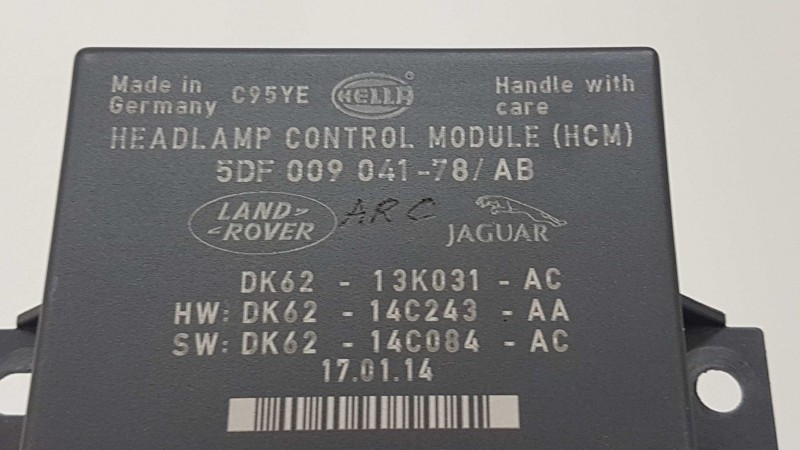 Made in Germany C95YE HELLA ® Handle with care
HEADLAMP CONTROL MODULE (HCM)
5DF 009 041-78/ AB
LAND ROVER ARC JAGUAR
DK62 - 13K031 - AC
HW: DK62 - 14C243 - AA
SW: DK62 - 14C084 - AC
17.01.14